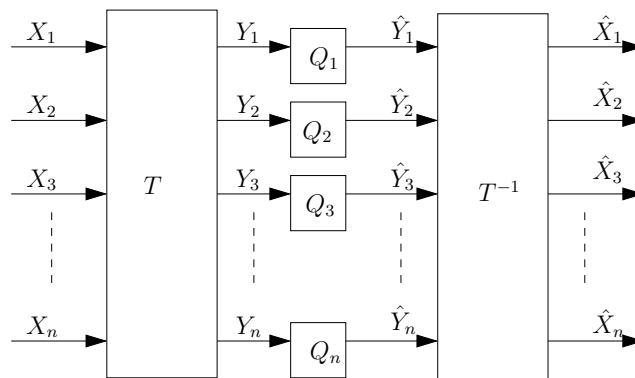 X₁ Y₁ Q₁ Ŷ₁ X̂₁
X₂ Y₂ Q₂ Ŷ₂ X̂₂
X₃ T Y₃ Q₃ Ŷ₃ T⁻¹ X̂₃
Xₙ Yₙ Qₙ Ŷₙ X̂ₙ